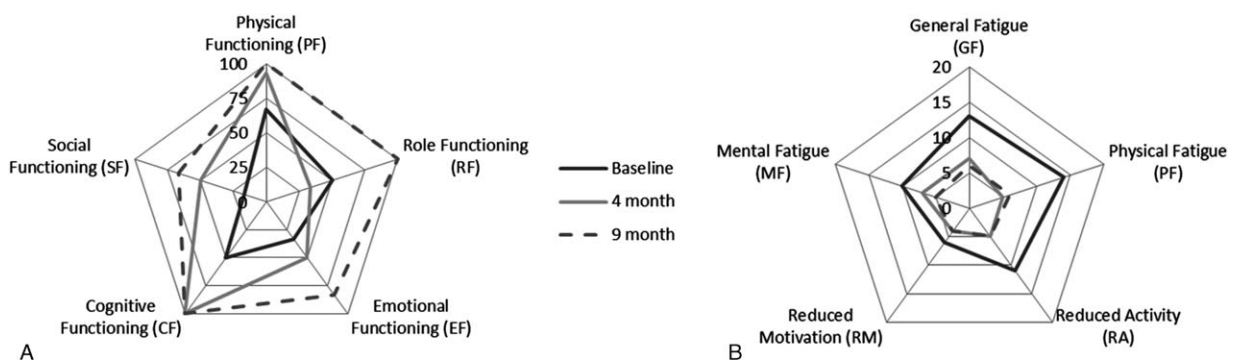 Physical
Functioning (PF)
100
75
50
25
0
Social
Functioning (SF)
Role Functioning
(RF)
Cognitive
Functioning (CF)
Emotional
Functioning (EF)
A
Baseline
4 month
9 month
General Fatigue
(GF)
20
15
10
5
0
Mental Fatigue
(MF)
Physical Fatigue
(PF)
Reduced
Motivation (RM)
Reduced Activity
(RA)
B